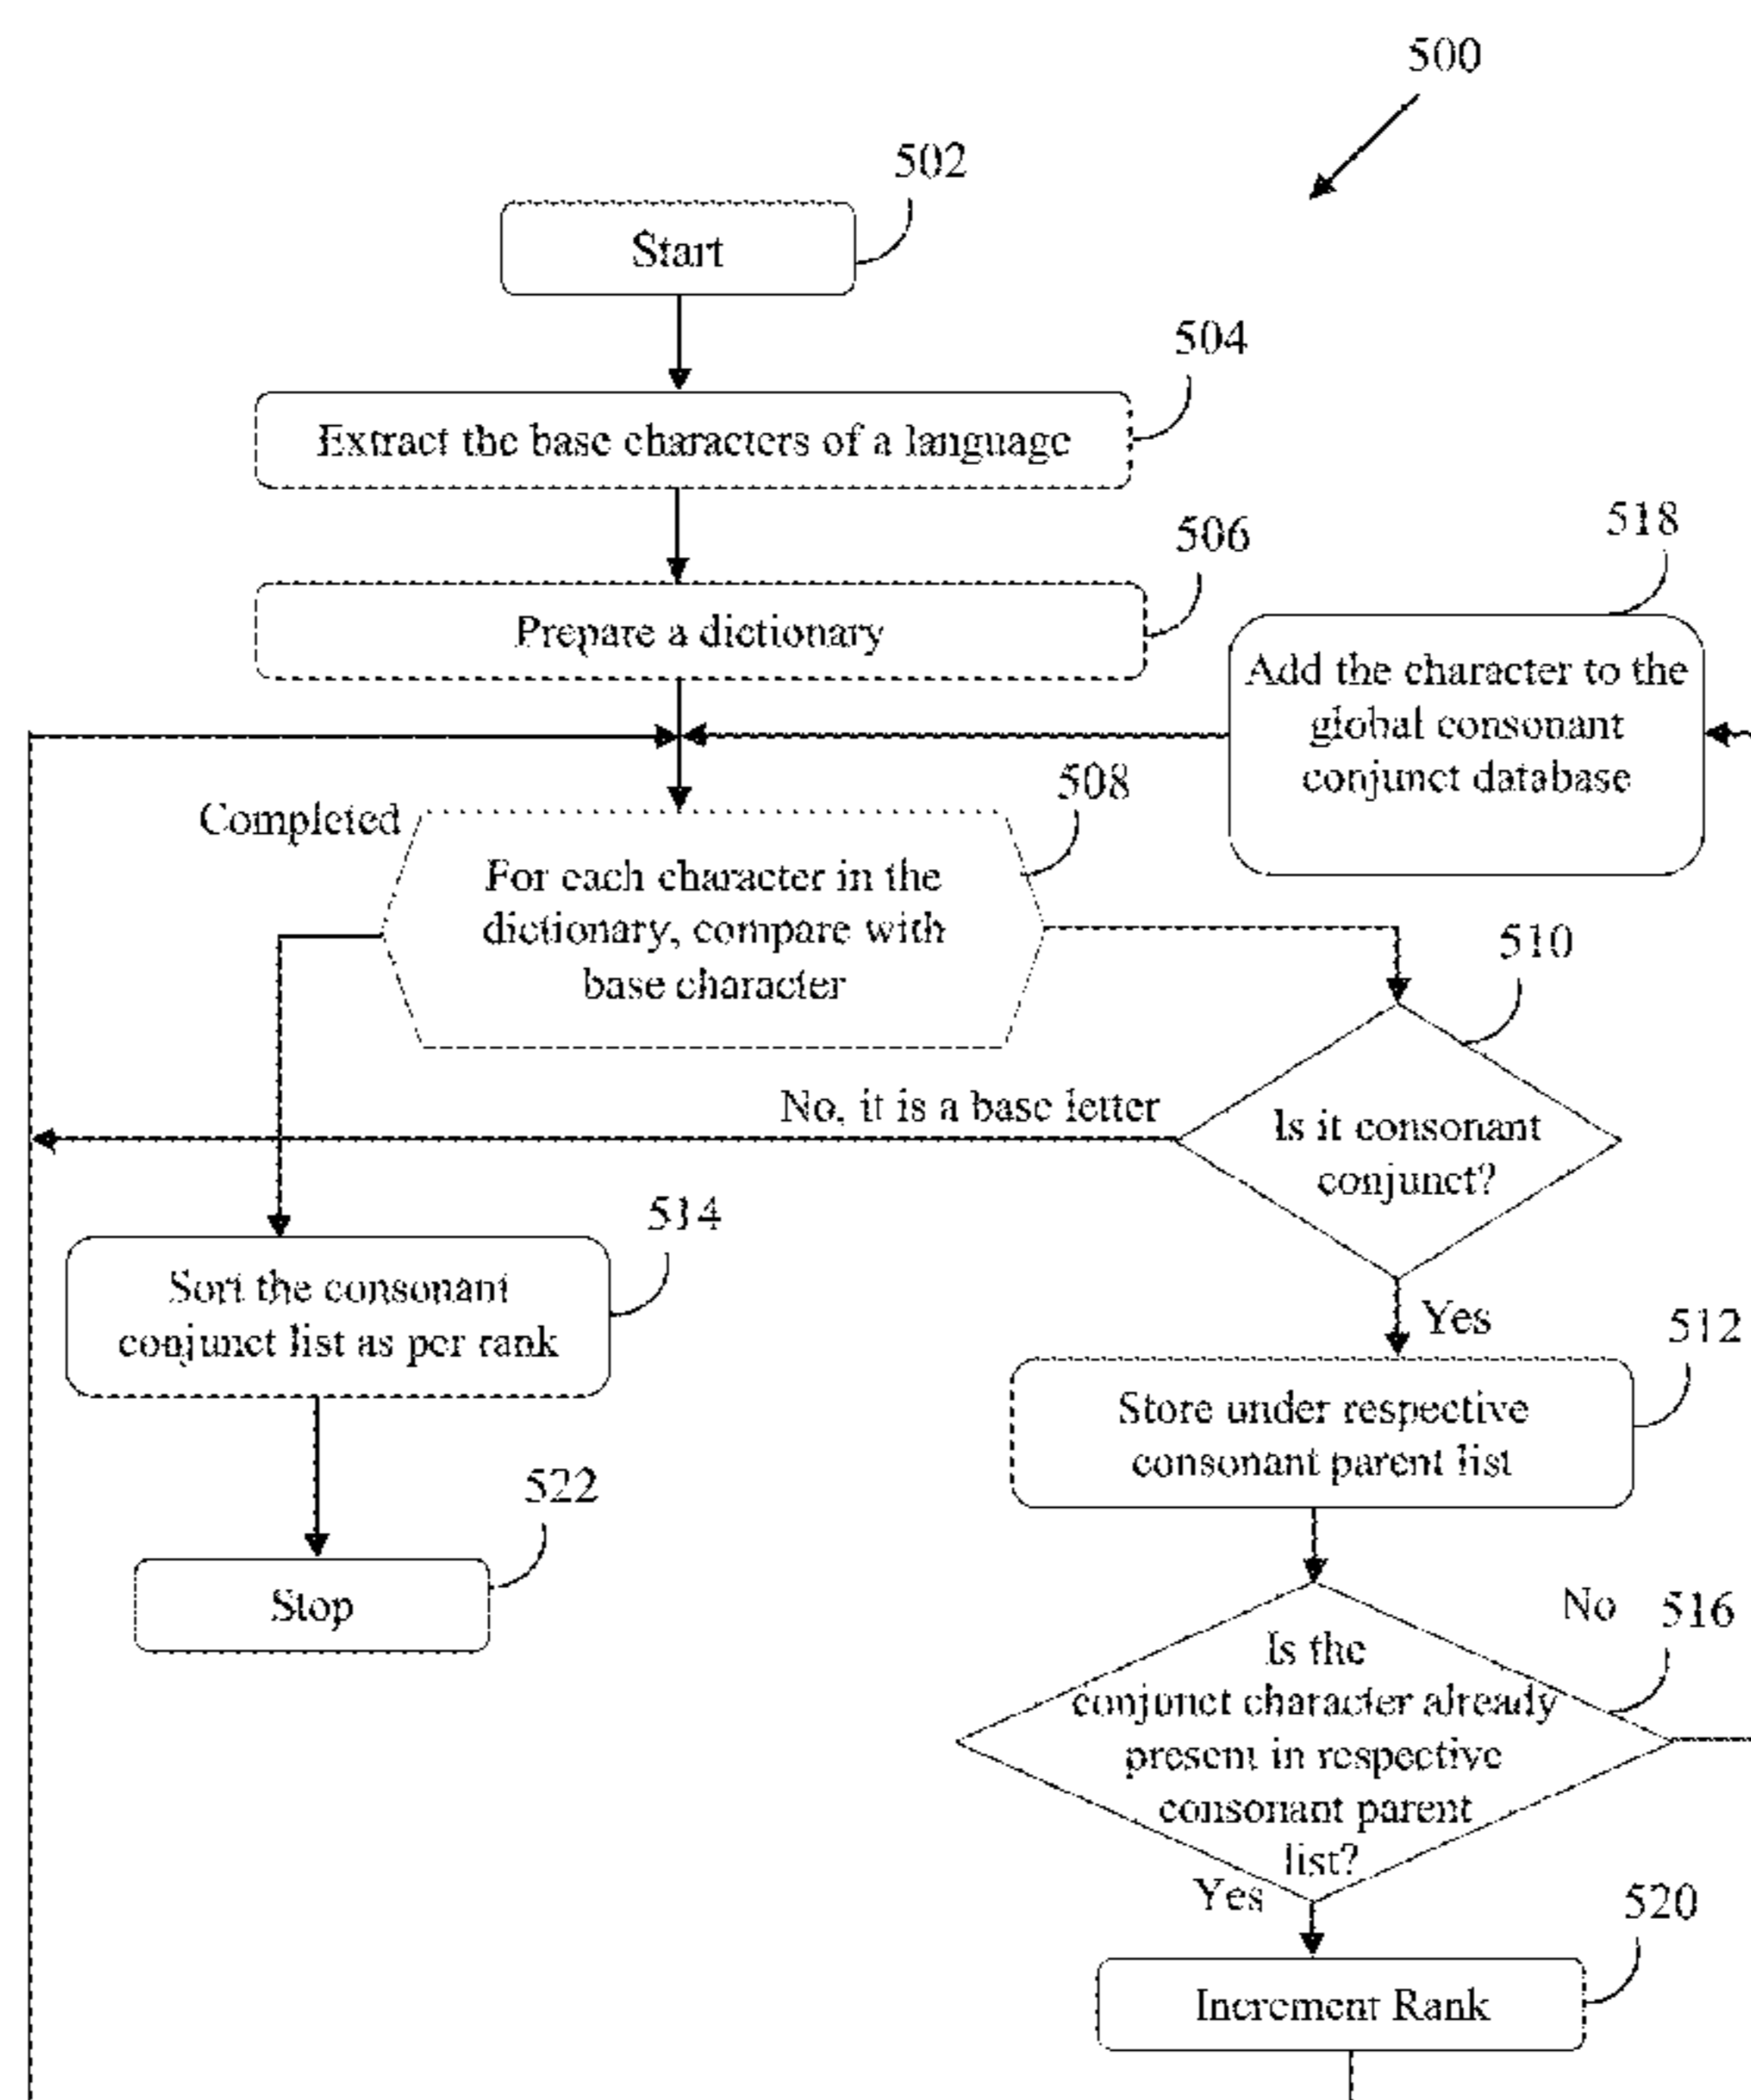 500
502
Start
504
Extract the base characters of a language
506
Prepare a dictionary
518
Add the character to the
global consonant
conjunct database
Completed
508
For each character in the
dictionary, compare with
base character
510
No, it is a base letter
Is it consonant
conjunct?
514
Sort the consonant
conjunct list as per rank
Yes
512
Store under respective
consonant parent list
522
Stop
No
516
Is the
conjunct character already
present in respective
consonant parent
list?
Yes
520
Increment Rank